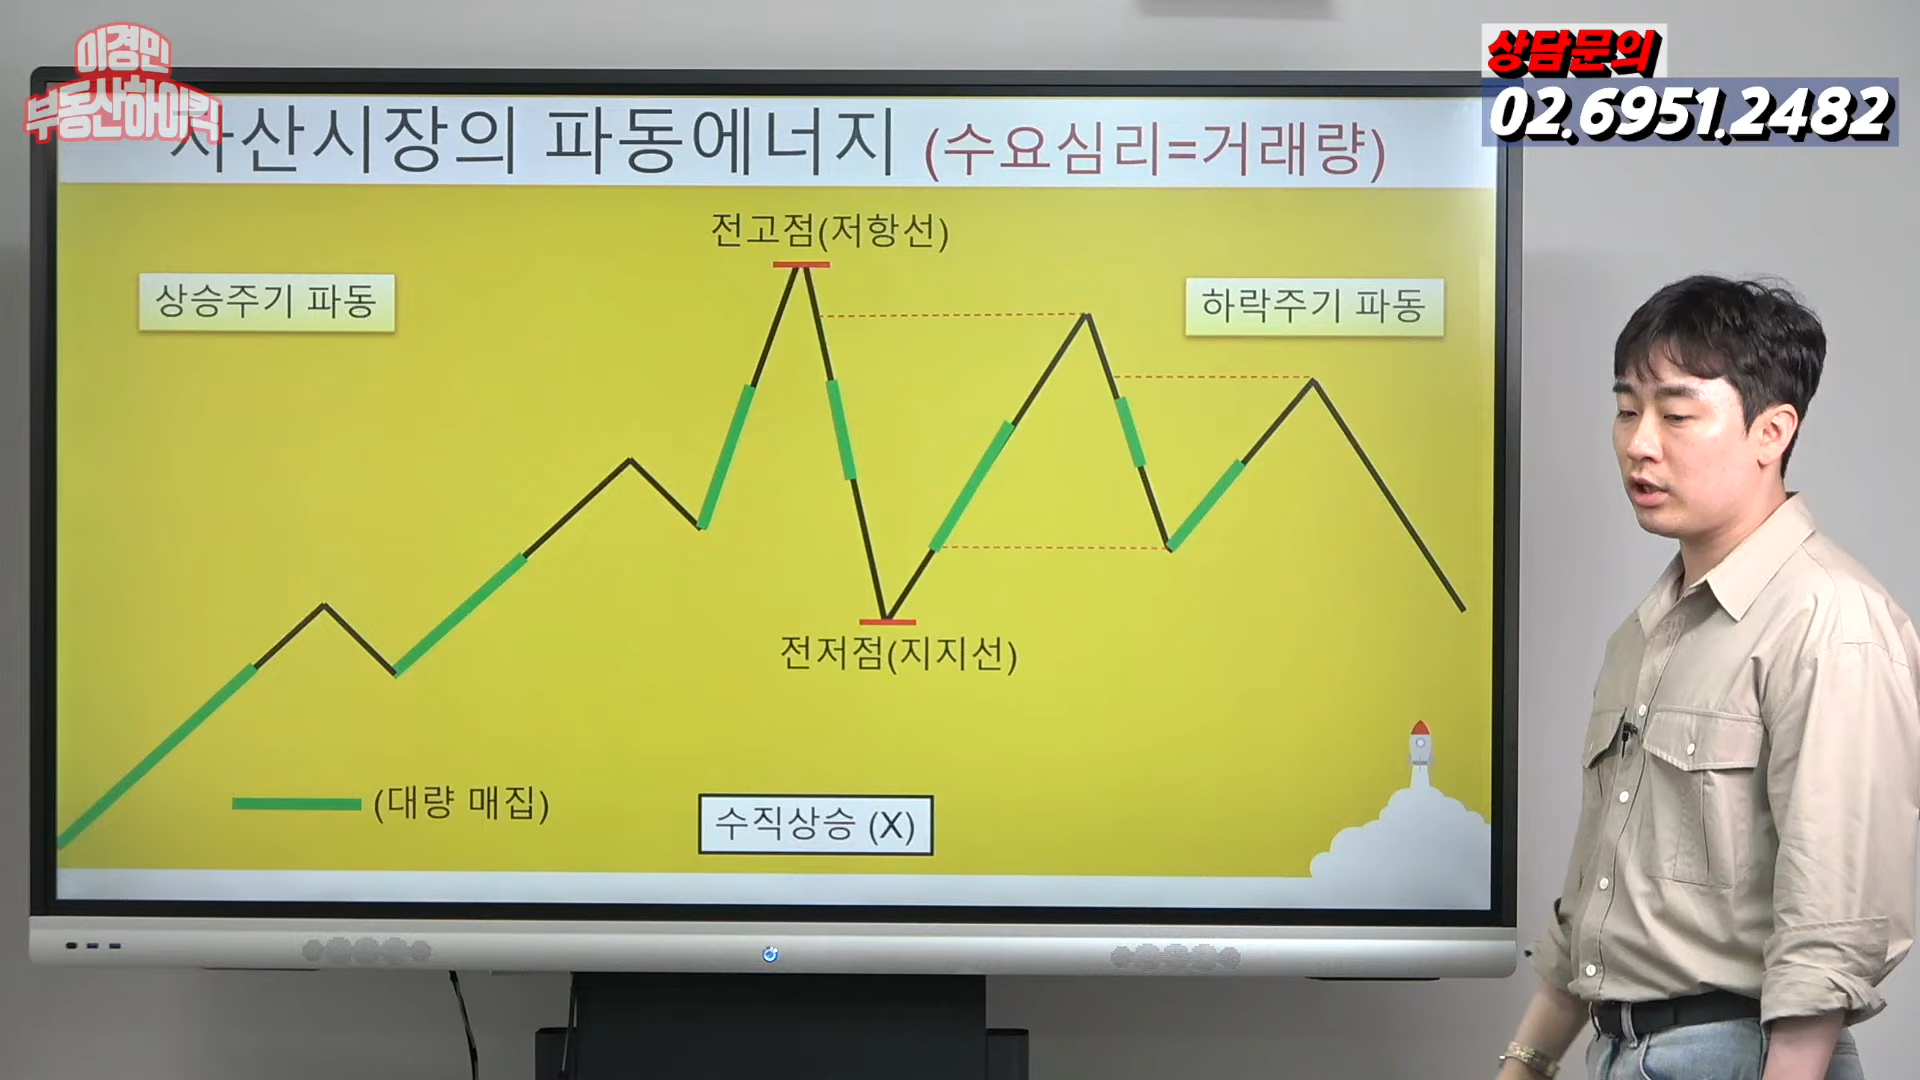 이경민
부동산하이킥
상담문의
02.6951.2482
자산시장의 파동에너지 (수요심리=거래량)
전고점(저항선)
상승주기 파동
하락주기 파동
전저점(지지선)
(대량 매집)
수직상승 (X)